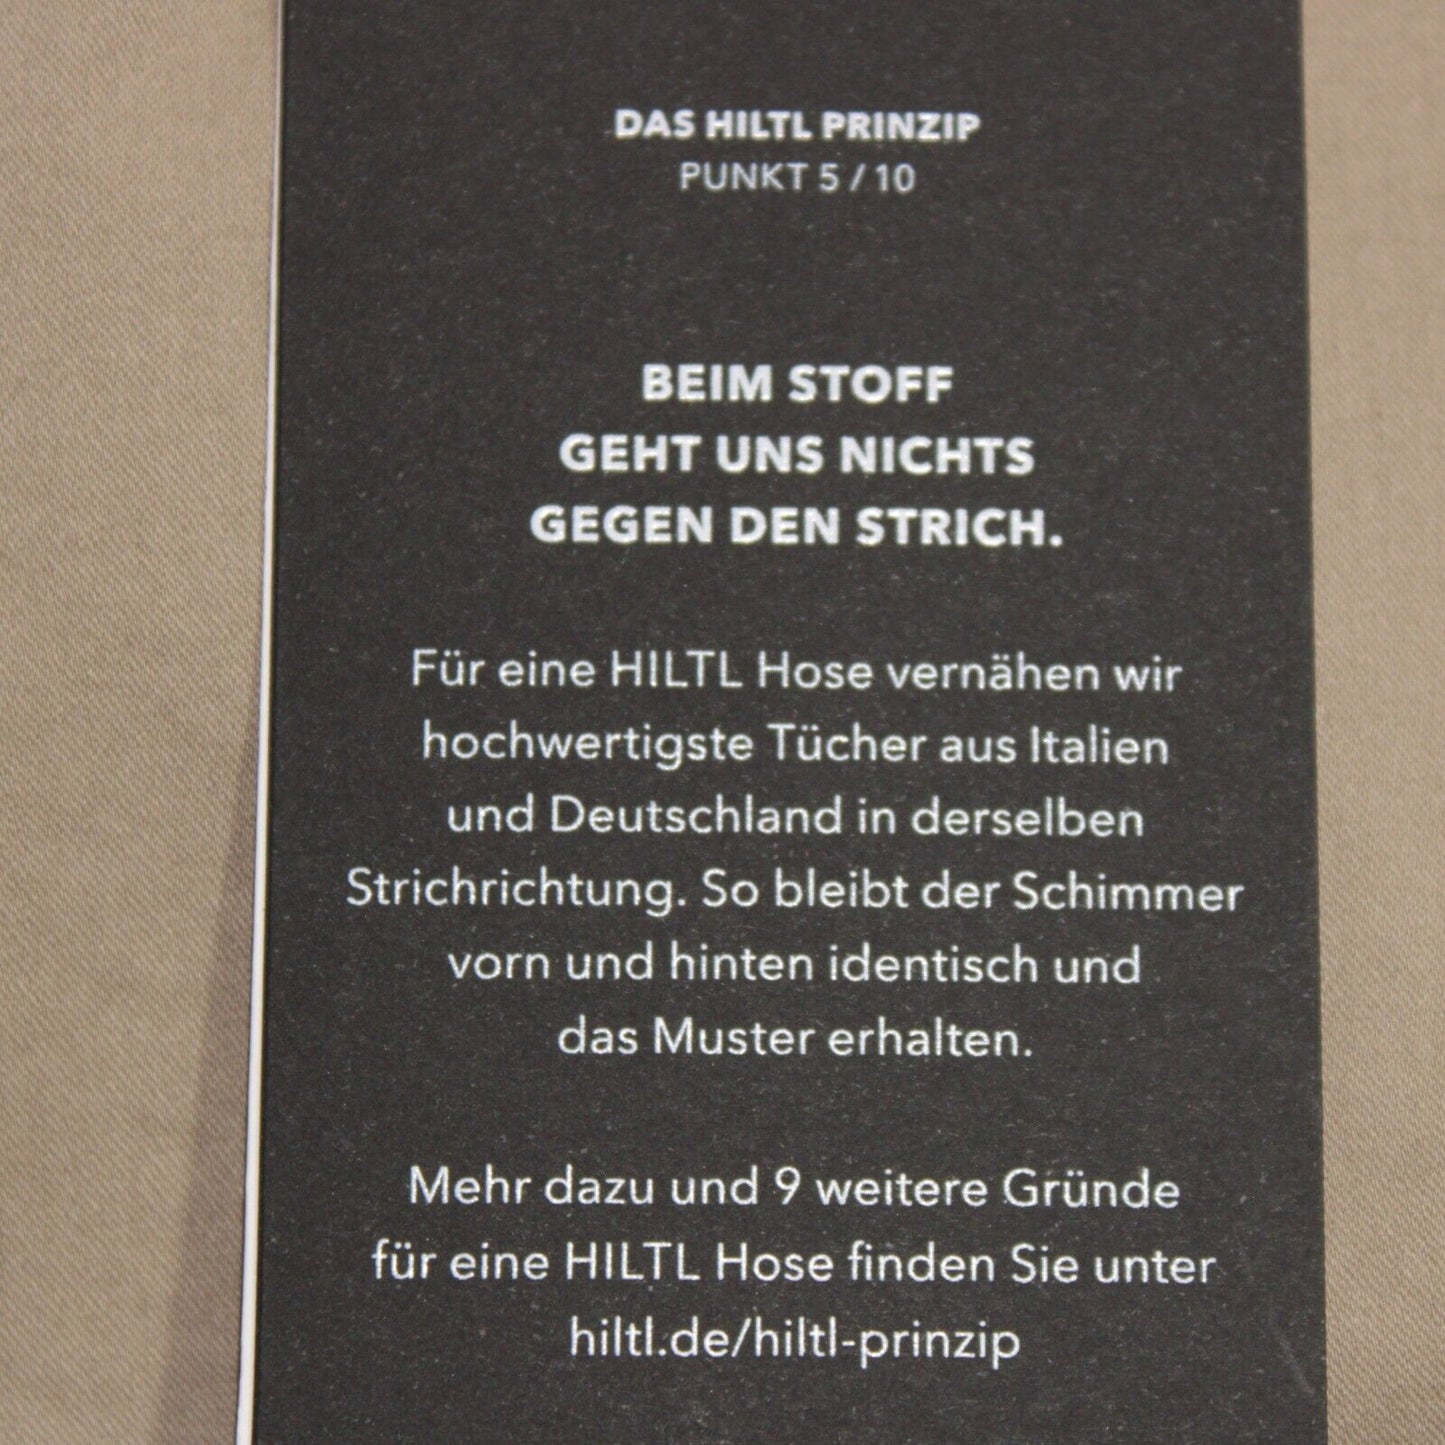 DAS HILTL PRINZIP
PUNKT 5 / 10
BEIM STOFF
GEHT UNS NICHTS
GEGEN DEN STRICH.
Für eine HILTL Hose vernähen wir
hochwertigste Tücher aus Italien
und Deutschland in derselben
Strichrichtung. So bleibt der Schimmer
vorn und hinten identisch und
das Muster erhalten.
Mehr dazu und 9 weitere Gründe
für eine HILTL Hose finden Sie unter
hiltl.de/hiltl-prinzip